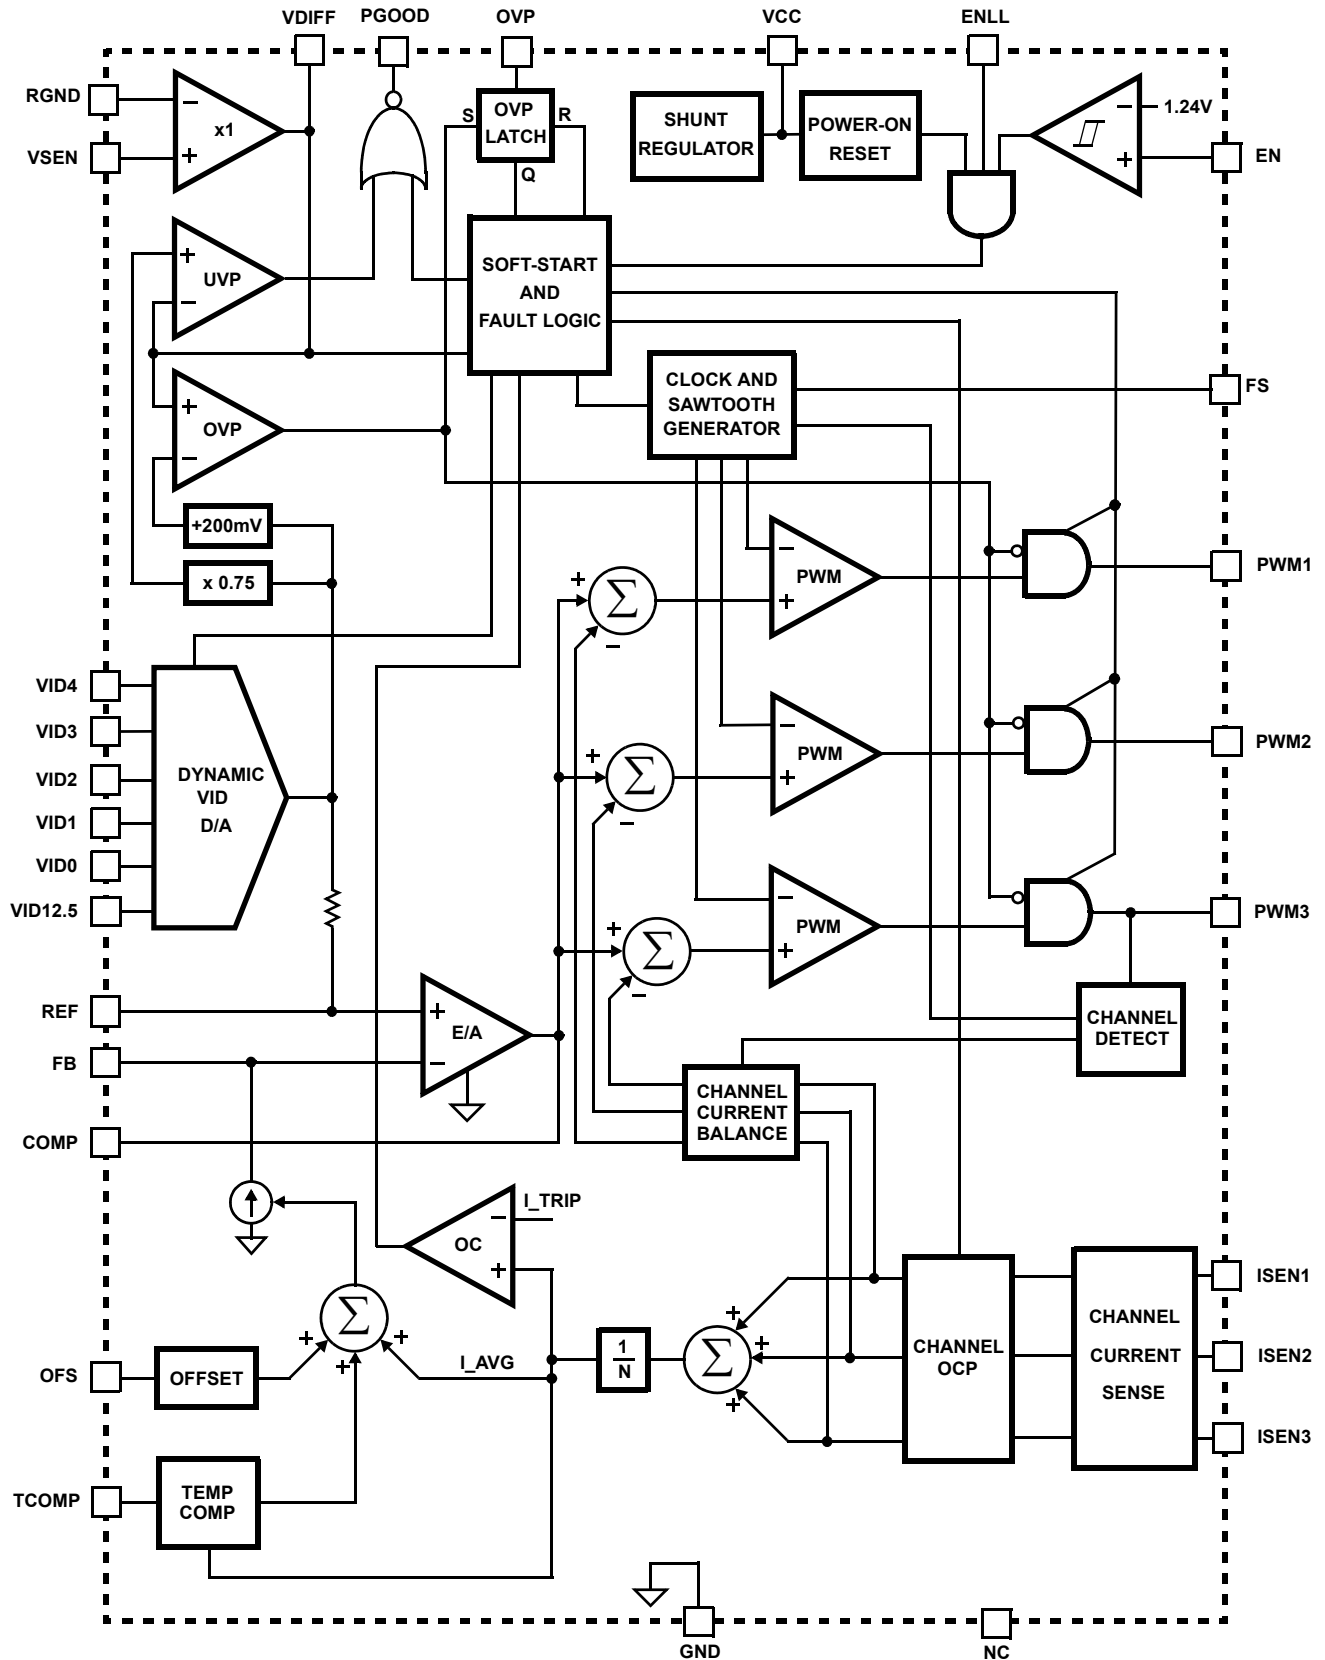 VDIFF
PGOOD
OVP
VCC
ENLL
RGND
VSEN
−
x1
+
S
OVP
LATCH
R
Q
SHUNT
REGULATOR
POWER-ON
RESET
−
1.24V
+
EN
+
UVP
−
SOFT-START
AND
FAULT LOGIC
+
OVP
−
CLOCK AND
SAWTOOTH
GENERATOR
FS
+200mV
x 0.75
+
Σ
−
−
PWM
+
PWM1
VID4
VID3
VID2
VID1
VID0
VID12.5
DYNAMIC
VID
D/A
+
Σ
−
−
PWM
+
PWM2
+
Σ
−
−
PWM
+
PWM3
REF
FB
COMP
+
E/A
−
CHANNEL
DETECT
CHANNEL
CURRENT
BALANCE
I_TRIP
−
OC
+
Σ
+
+
+
I_AVG
OFS
OFFSET
TCOMP
TEMP
COMP
1
N
+
Σ
+
+
CHANNEL
OCP
CHANNEL
CURRENT
SENSE
ISEN1
ISEN2
ISEN3
GND
NC